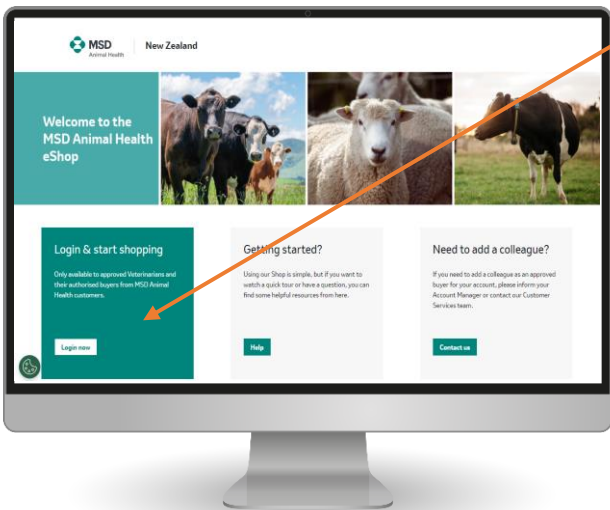 MSD
Animal Health
New Zealand
Welcome to the
MSD Animal Health
eShop
Login & start shopping
Only available to approved Veterinarians and
their authorised buyers from MSD Animal
Health customers.
Login now
Getting started?
Using our Shop is simple, but if you want to
watch a quick tour or have a question, you can
find some helpful resources from here.
Help
Need to add a colleague?
If you need to add a colleague as an approved
buyer for your account, please inform your
Account Manager or contact our Customer
Services team.
Contact us